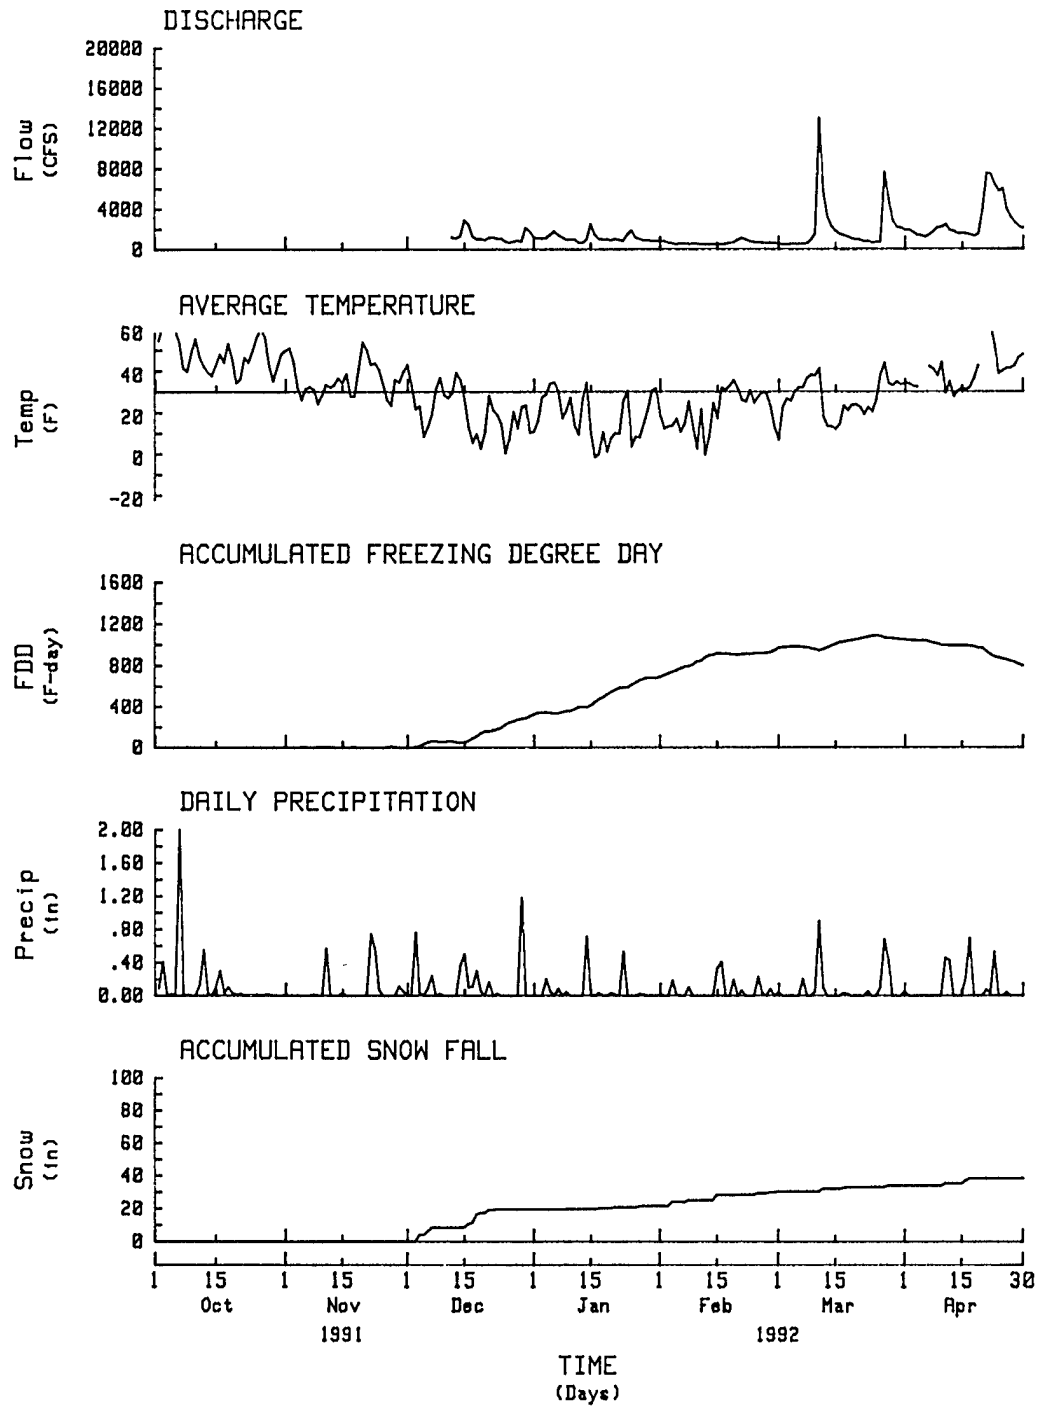 DISCHARGE
20000
16000
12000
8000
4000
0
Flow
(CFS)
AVERAGE TEMPERATURE
60
40
20
0
-20
Temp
(F)
ACCUMULATED FREEZING DEGREE DAY
1600
1200
800
400
0
FDD
(F-day)
DAILY PRECIPITATION
2.00
1.60
1.20
.80
.40
0.00
Precip
(in)
ACCUMULATED SNOW FALL
100
80
60
40
20
0
Snow
(in)
1 15 1 15 1 15 1 15 1 15 1 15 1 15 30
Oct Nov Dec Jan Feb Mar Apr
1991 1992
TIME
(Days)